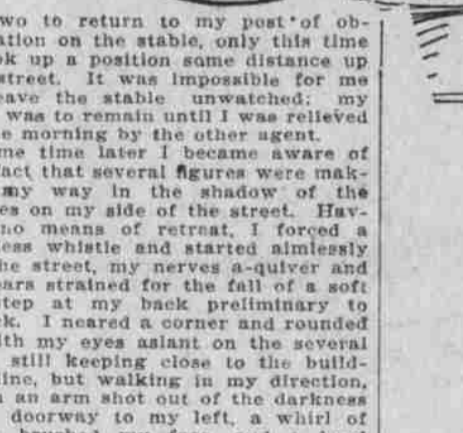 wo to return to my post of ob-
ation on the stable, only this time
ok up a position some distance up
street. It was impossible for me
eave the stable unwatched; my
was to remain until I was relieved
e morning by the other agent.
me time later I became aware of
act that several figures were mak-
my way in the shadow of the
es on my side of the street. Hav-
no means of retreat, I forced a
ess whistle and started aimlessly
he street, my nerves a-quiver and
ears strained for the fall of a soft
step at my back preliminary to
ck. I neared a corner and rounded
ith my eyes aslant on the several
still keeping close to the build-
line, but walking in my direction,
an arm shot out of the darkness
doorway to my left, a whirl of